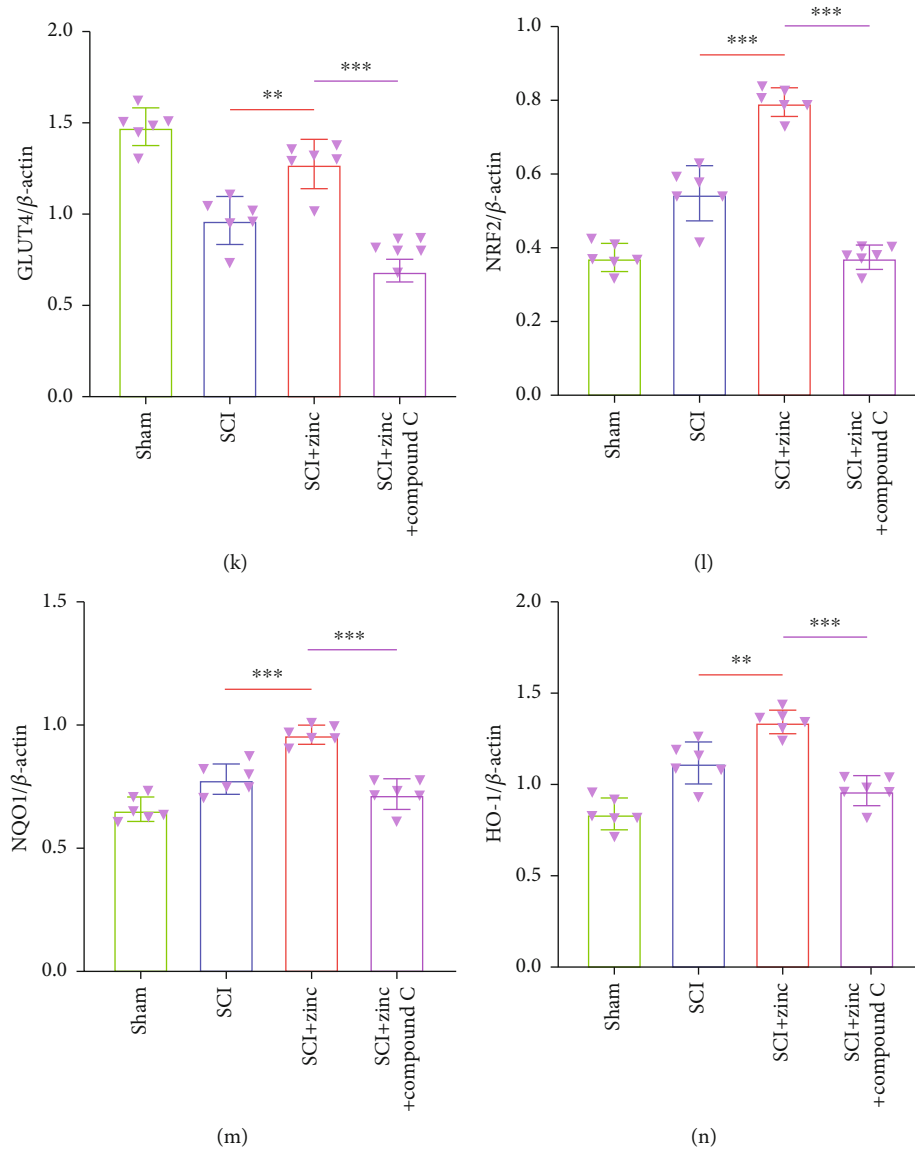 2.0
1.5
1.0
0.5
0.0
GLUT4/β-actin
**
***
Sham
SCI
SCI+zinc
SCI+zinc
+compound C
(k)
1.0
0.8
0.6
0.4
0.2
0.0
NRF2/β-actin
***
***
Sham
SCI
SCI+zinc
SCI+zinc
+compound C
(l)
1.5
1.0
0.5
0.0
NQO1/β-actin
***
***
Sham
SCI
SCI+zinc
SCI+zinc
+compound C
(m)
2.0
1.5
1.0
0.5
0.0
HO-1/β-actin
**
***
Sham
SCI
SCI+zinc
SCI+zinc
+compound C
(n)